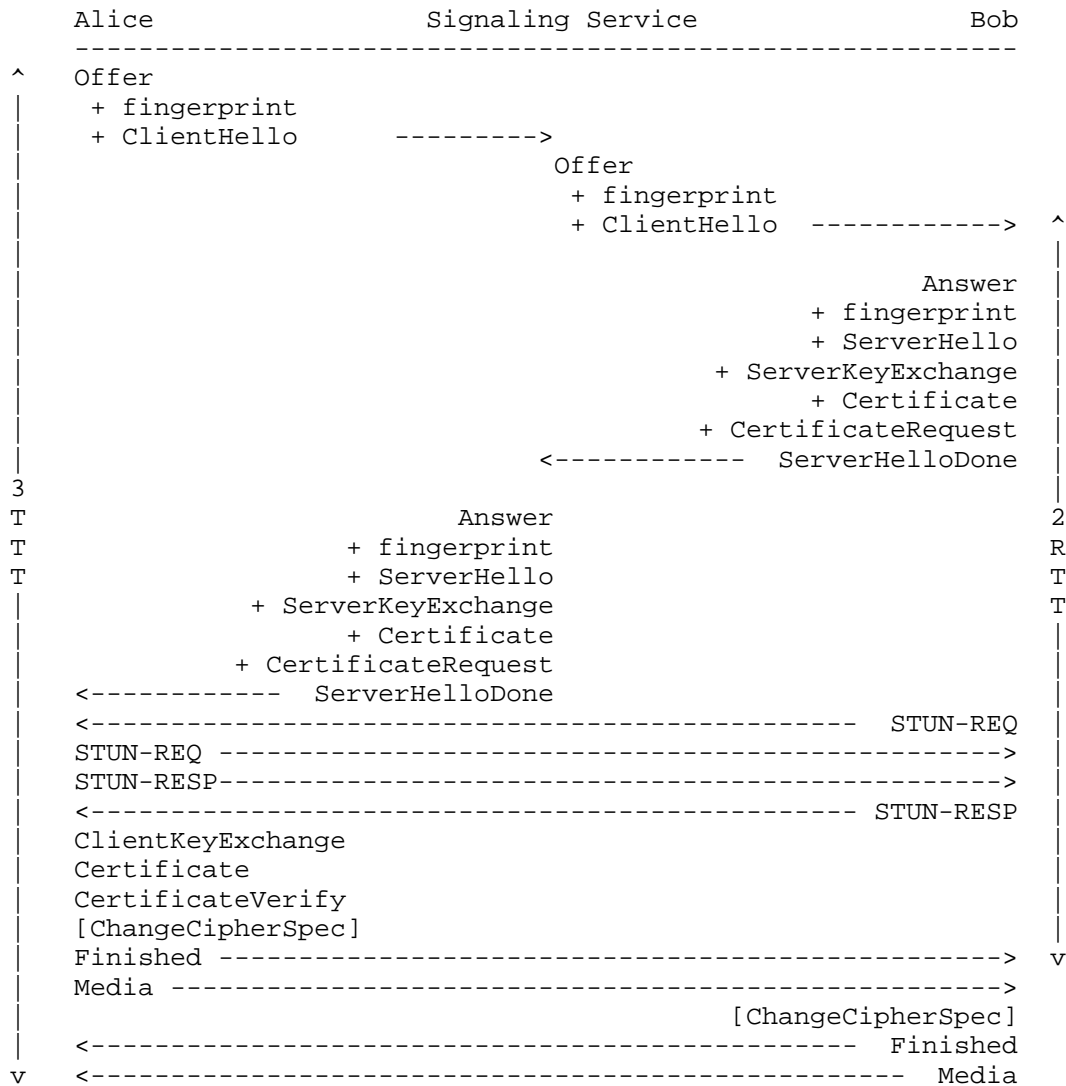 Alice                 Signaling Service                 Bob
------------------------------------------------------------
^   Offer
|    + fingerprint
|    + ClientHello      --------->
|                                 Offer
|                                  + fingerprint
|                                  + ClientHello  ------------>  ^
|                                                                |
|                                                        Answer  |
|                                                 + fingerprint  |
|                                                 + ServerHello  |
|                                           + ServerKeyExchange  |
|                                                 + Certificate  |
|                                          + CertificateRequest  |
|                                <------------  ServerHelloDone  |
3                                                                |
T                           Answer                               2
T                    + fingerprint                               R
T                    + ServerHello                               T
|              + ServerKeyExchange                               T
|                    + Certificate                               |
|             + CertificateRequest                               |
|   <------------  ServerHelloDone                               |
|   <-------------------------------------------------  STUN-REQ |
|   STUN-REQ -------------------------------------------------->  |
|   STUN-RESP-------------------------------------------------->  |
|   <------------------------------------------------- STUN-RESP  |
|   ClientKeyExchange                                            |
|   Certificate                                                  |
|   CertificateVerify                                            |
|   [ChangeCipherSpec]                                           |
|   Finished -------------------------------------------------->  v
|   Media ----------------------------------------------------->
|                                            [ChangeCipherSpec]
|   <-------------------------------------------------  Finished
v   <----------------------------------------------------  Media